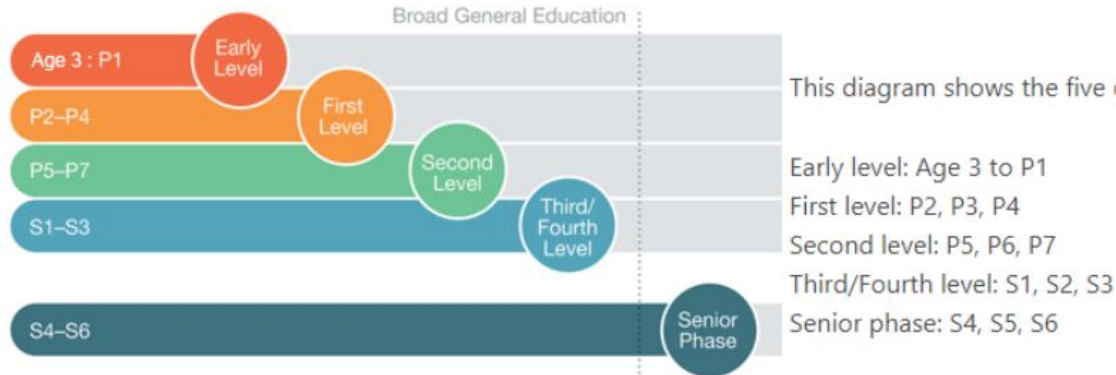 Broad General Education
Age 3 : P1
Early
Level
P2–P4
First
Level
P5–P7
Second
Level
S1–S3
Third/
Fourth
Level
S4–S6
Senior
Phase
This diagram shows the five
Early level: Age 3 to P1
First level: P2, P3, P4
Second level: P5, P6, P7
Third/Fourth level: S1, S2, S3
Senior phase: S4, S5, S6